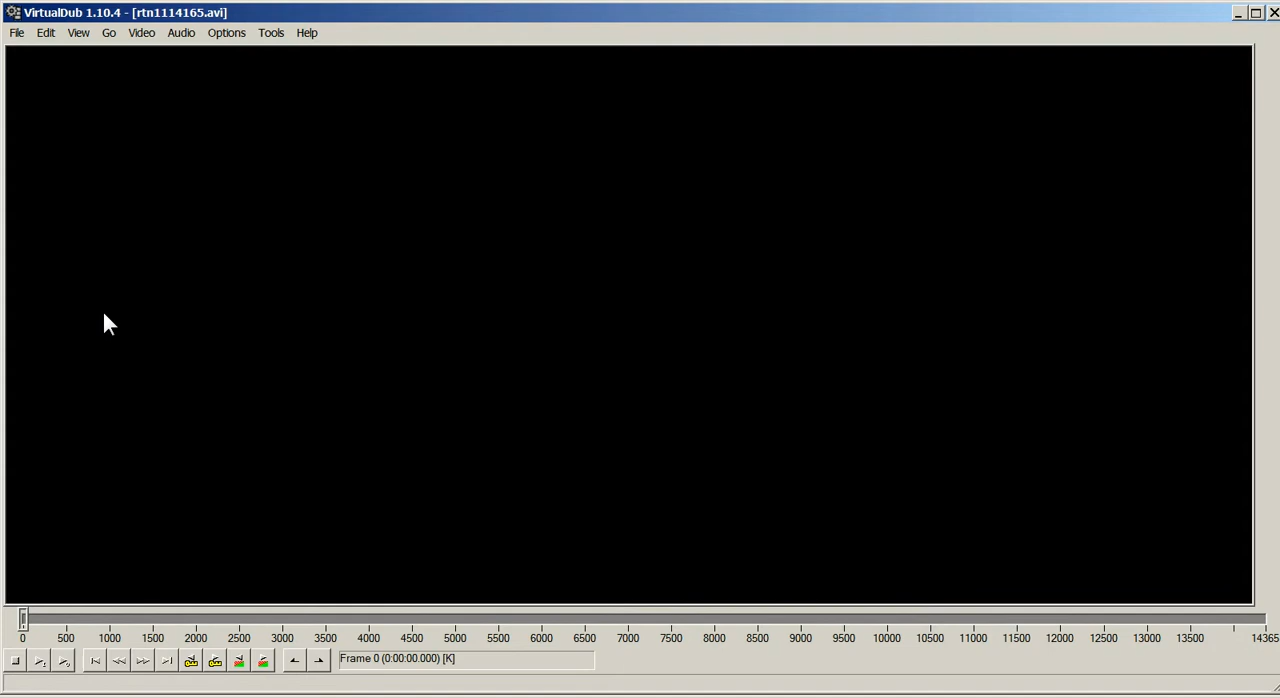 VirtualDub 1.10.4 - [rtn1114165.avi]
File Edit View Go Video Audio Options Tools Help
0 500 1000 1500 2000 2500 3000 3500 4000 4500 5000 5500 6000 6500 7000 7500 8000 8500 9000 9500 10000 10500 11000 11500 12000 12500 13000 13500 14365
Frame 0 (0:00:00.000) [K]